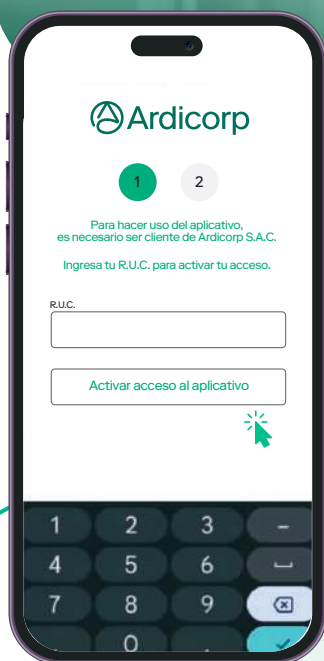 Ardicorp
1 2
Para hacer uso del aplicativo,
es necesario ser cliente de Ardicorp S.A.C.
Ingresa tu R.U.C. para activar tu acceso.
R.U.C.
Activar acceso al aplicativo
1 2 3 –
4 5 6
7 8 9
, 0 .